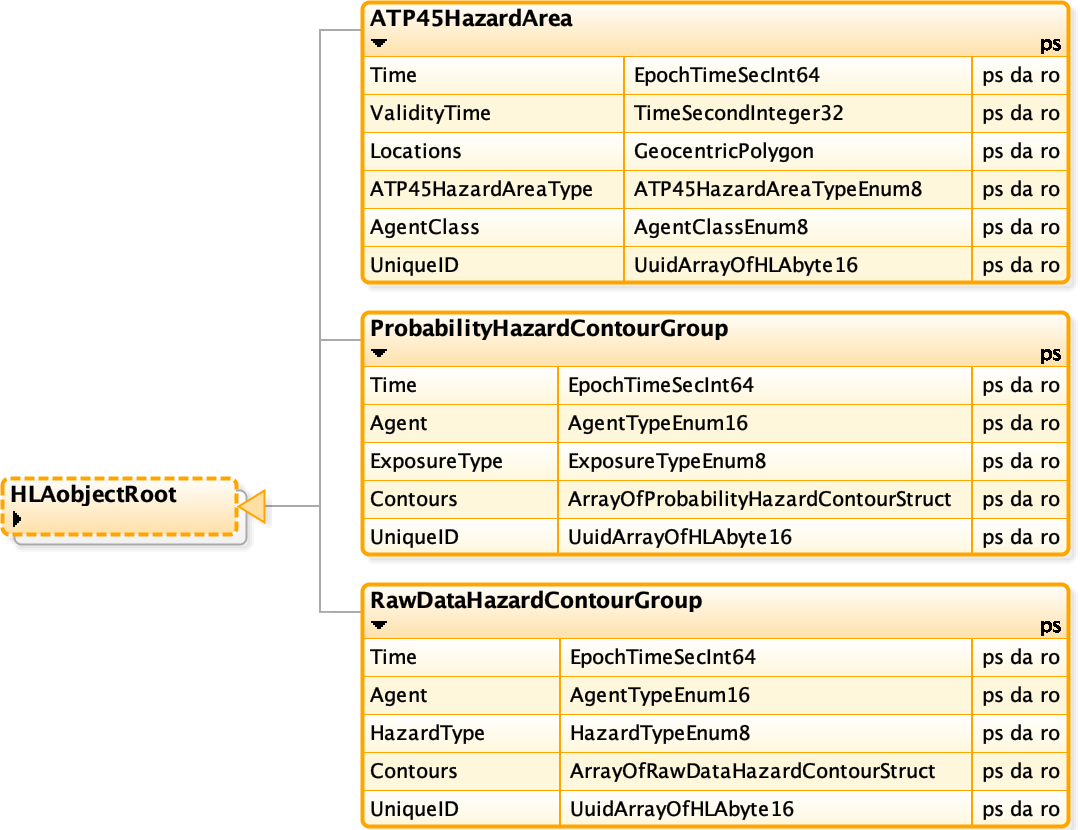 ATP45HazardArea
ps
Time EpochTimeSecInt64 ps da ro
ValidityTime TimeSecondInteger32 ps da ro
Locations GeocentricPolygon ps da ro
ATP45HazardAreaType ATP45HazardAreaTypeEnum8 ps da ro
AgentClass AgentClassEnum8 ps da ro
UniqueID UuidArrayOfHLAbyte16 ps da ro
ProbabilityHazardContourGroup
ps
Time EpochTimeSecInt64 ps da ro
Agent AgentTypeEnum16 ps da ro
ExposureType ExposureTypeEnum8 ps da ro
Contours ArrayOfProbabilityHazardContourStruct ps da ro
UniqueID UuidArrayOfHLAbyte16 ps da ro
HLAobjectRoot
RawDataHazardContourGroup
ps
Time EpochTimeSecInt64 ps da ro
Agent AgentTypeEnum16 ps da ro
HazardType HazardTypeEnum8 ps da ro
Contours ArrayOfRawDataHazardContourStruct ps da ro
UniqueID UuidArrayOfHLAbyte16 ps da ro